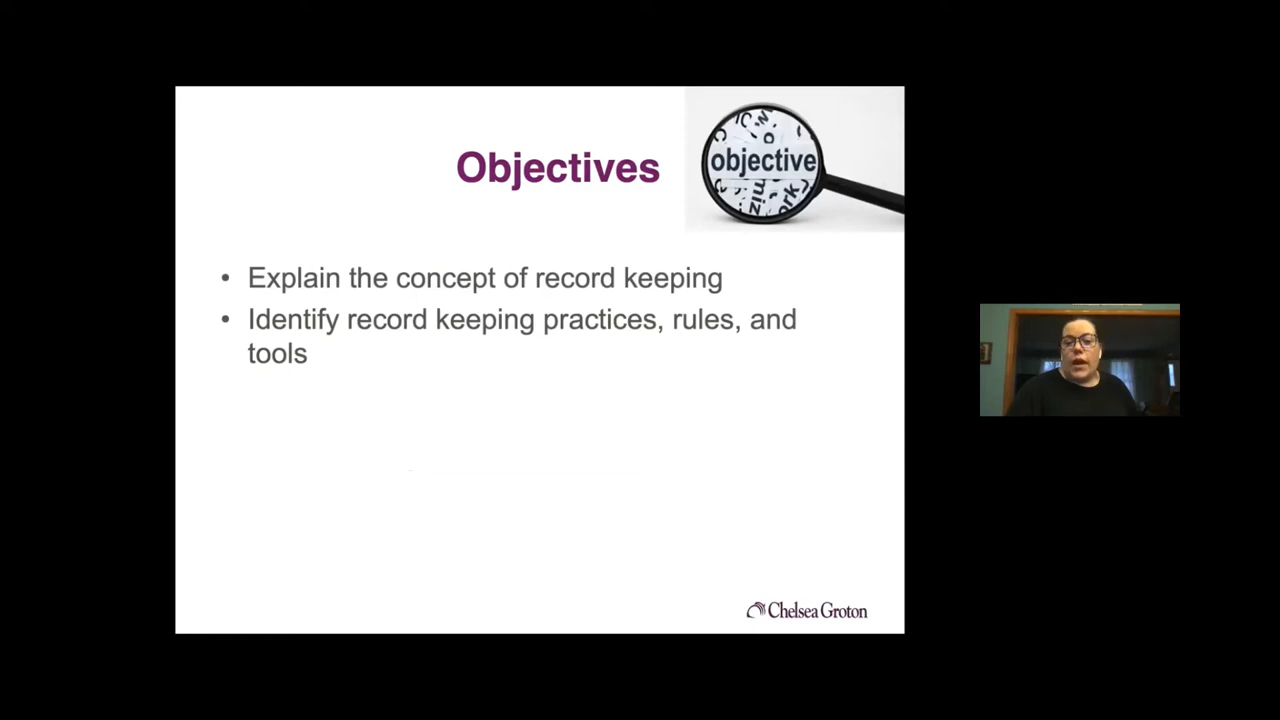 Objectives
objective
• Explain the concept of record keeping
• Identify record keeping practices, rules, and
tools
Chelsea Groton